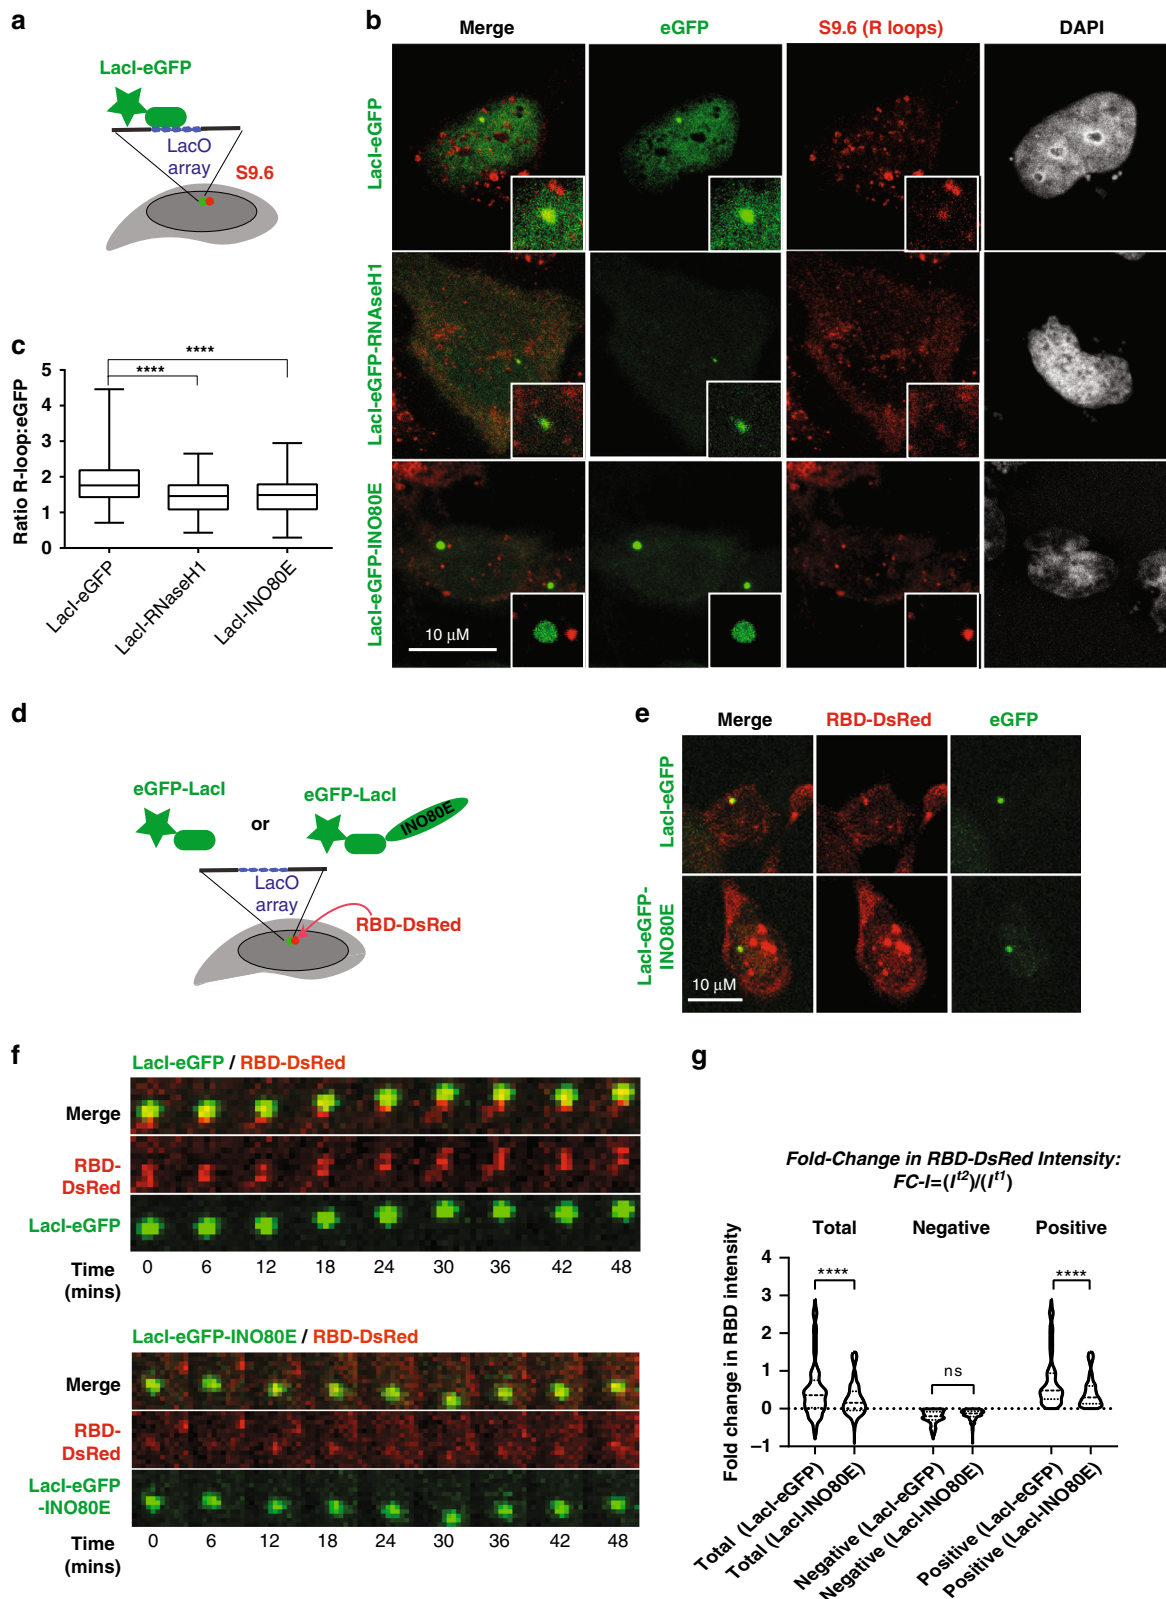 a
LacI-eGFP
LacO
array
S9.6
b
Merge
eGFP
S9.6 (R loops)
DAPI
LacI-eGFP
LacI-eGFP-RNAseH1
LacI-eGFP-INO80E
10 μM
c
Ratio R-loop:eGFP
5
4
3
2
1
0
****
****
LacI-eGFP
LacI-RNaseH1
LacI-INO80E
d
eGFP-LacI
or
eGFP-LacI
INO80E
LacO
array
RBD-DsRed
e
Merge
RBD-DsRed
eGFP
LacI-eGFP
LacI-eGFP-
INO80E
10 μM
f
LacI-eGFP / RBD-DsRed
Merge
RBD-
DsRed
LacI-eGFP
Time
(mins)
0 6 12 18 24 30 36 42 48
LacI-eGFP-INO80E / RBD-DsRed
Merge
RBD-
DsRed
LacI-eGFP
-INO80E
Time
(mins)
0 6 12 18 24 30 36 42 48
g
Fold-Change in RBD-DsRed Intensity:
FC-I=(I^t2)/(I^t1)
Total Negative Positive
Fold change in RBD intensity
4
3
2
1
0
–1
****
ns
****
Total (LacI-eGFP)
Total (LacI-INO80E)
Negative (LacI-eGFP)
Negative (LacI-INO80E)
Positive (LacI-eGFP)
Positive (LacI-INO80E)